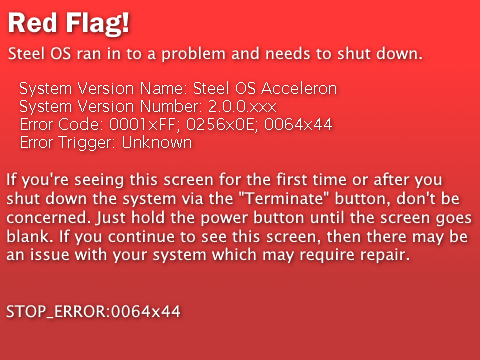 Red Flag!
Steel OS ran in to a problem and needs to shut down.
System Version Name: Steel OS Acceleron
System Version Number: 2.0.0.xxx
Error Code: 0001xFF; 0256x0E; 0064x44
Error Trigger: Unknown
If you're seeing this screen for the first time or after you
shut down the system via the "Terminate" button, don't be
concerned. Just hold the power button until the screen goes
blank. If you continue to see this screen, then there may be
an issue with your system which may require repair.
STOP_ERROR:0064x44